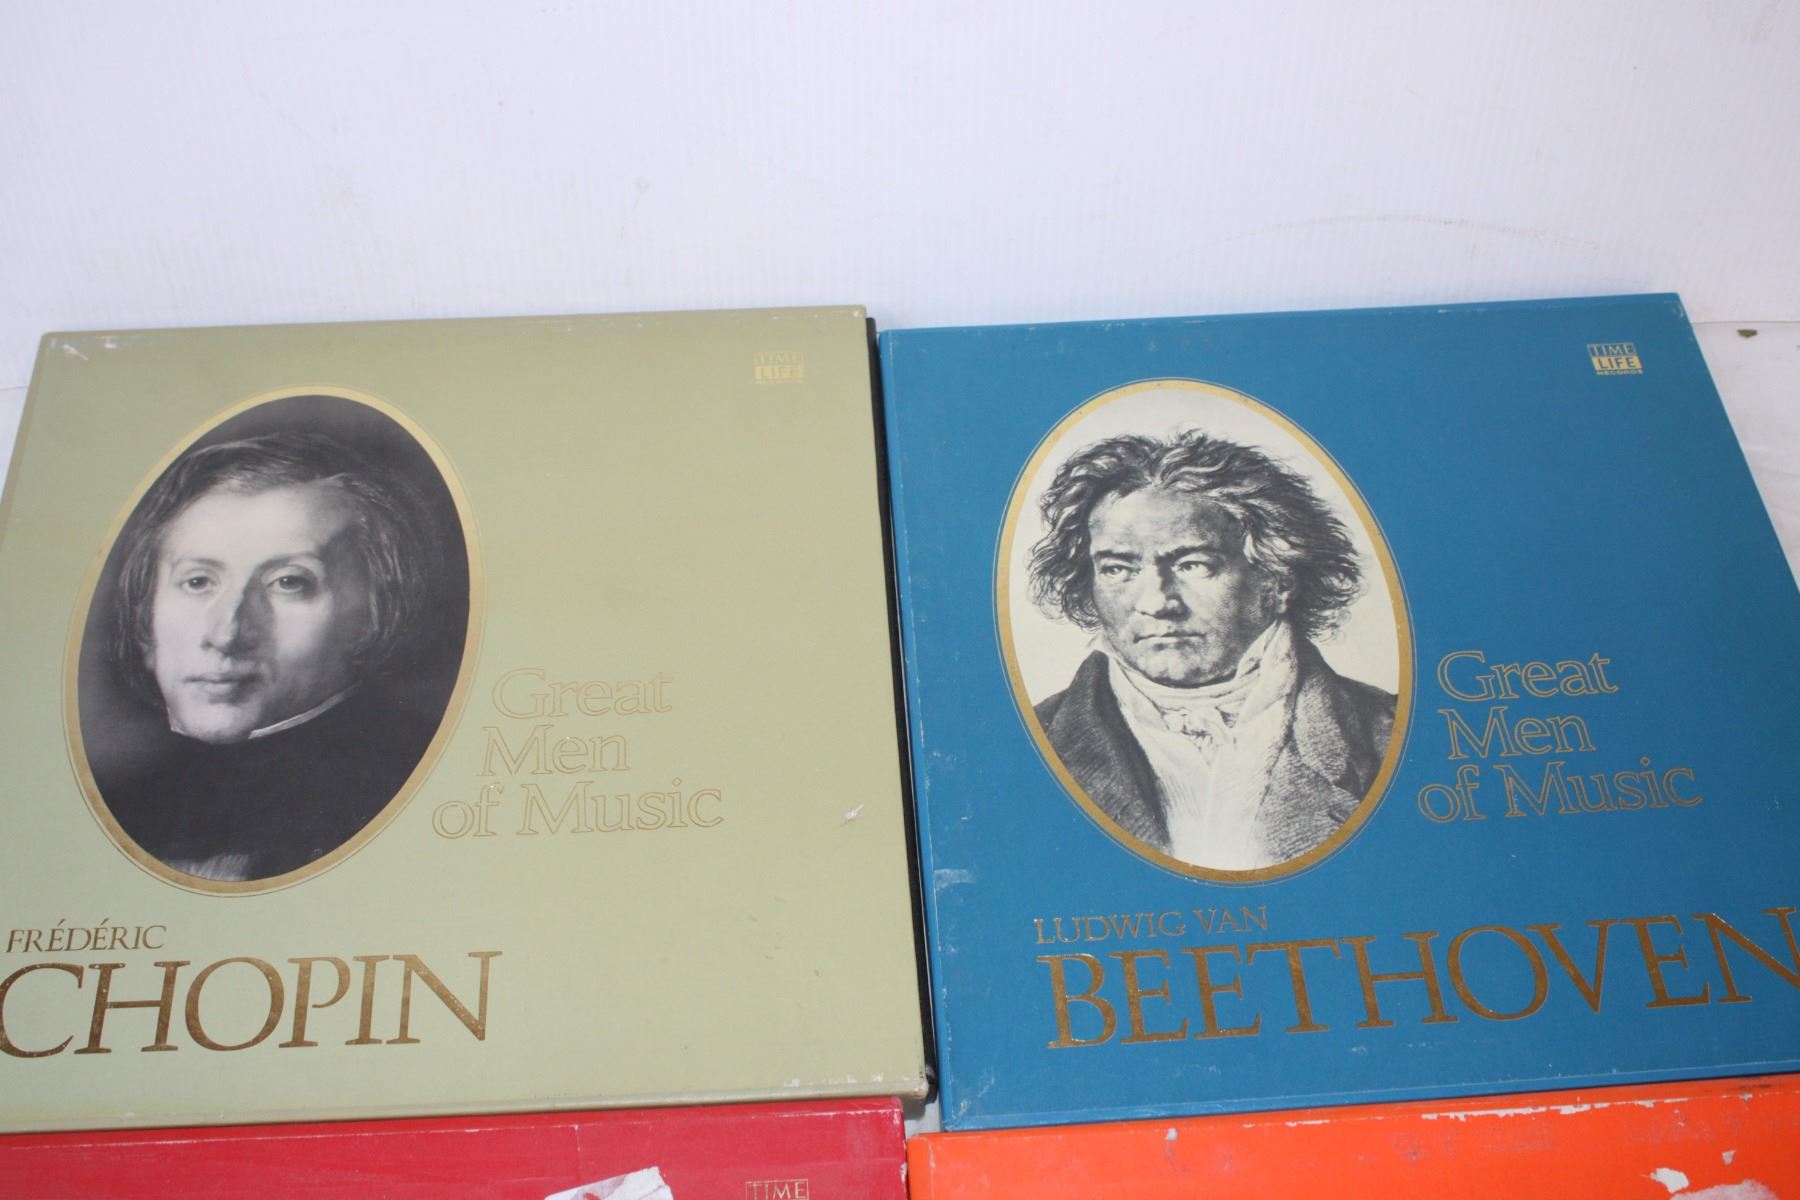 TIME
LIFE
RECORDS
Great
Men
of Music
FRÉDÉRIC
CHOPIN
TIME
LIFE
RECORDS
Great
Men
of Music
LUDWIG VAN
BEETHOVEN
TIME